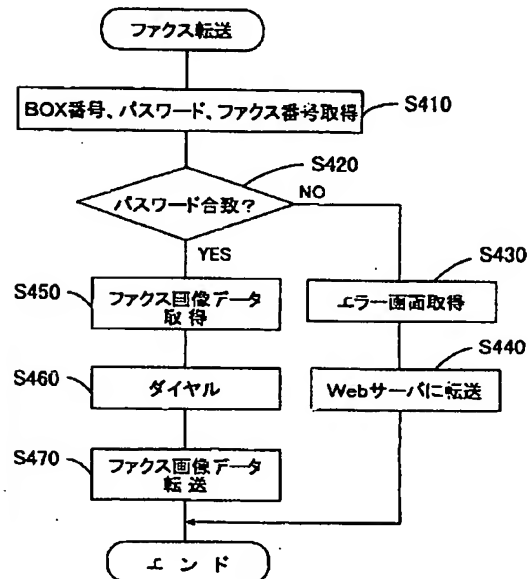 ファクス転送
BOX番号、パスワード、ファクス番号取得
S410
S420
パスワード合致?
NO
YES
S430
エラー画面取得
S450
ファクス画像データ
取得
S440
Webサーバに転送
S460
ダイヤル
S470
ファクス画像データ
転送
エンド